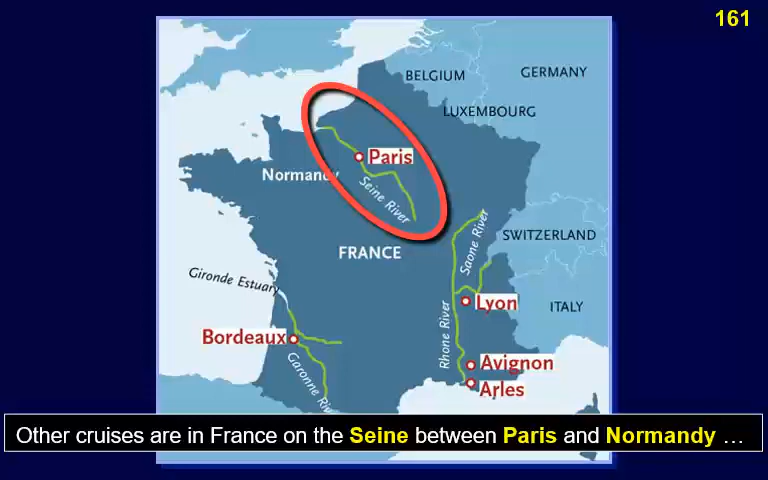 161
BELGIUM
GERMANY
LUXEMBOURG
Paris
Normandy
Seine River
SWITZERLAND
Saone River
FRANCE
Gironde Estuary
Lyon
ITALY
Rhone River
Bordeaux
Garonne Riv
Avignon
Arles
Other cruises are in France on the Seine between Paris and Normandy …